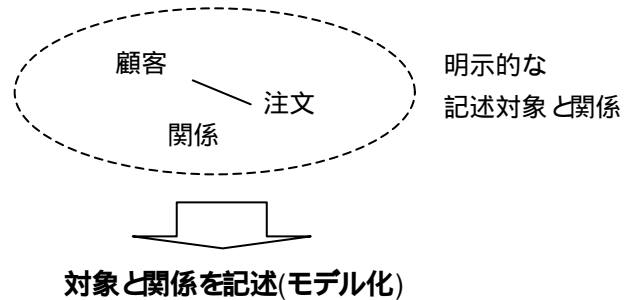 顧客
注文
関係
明示的な
記述対象と関係
対象と関係を記述(モデル化)